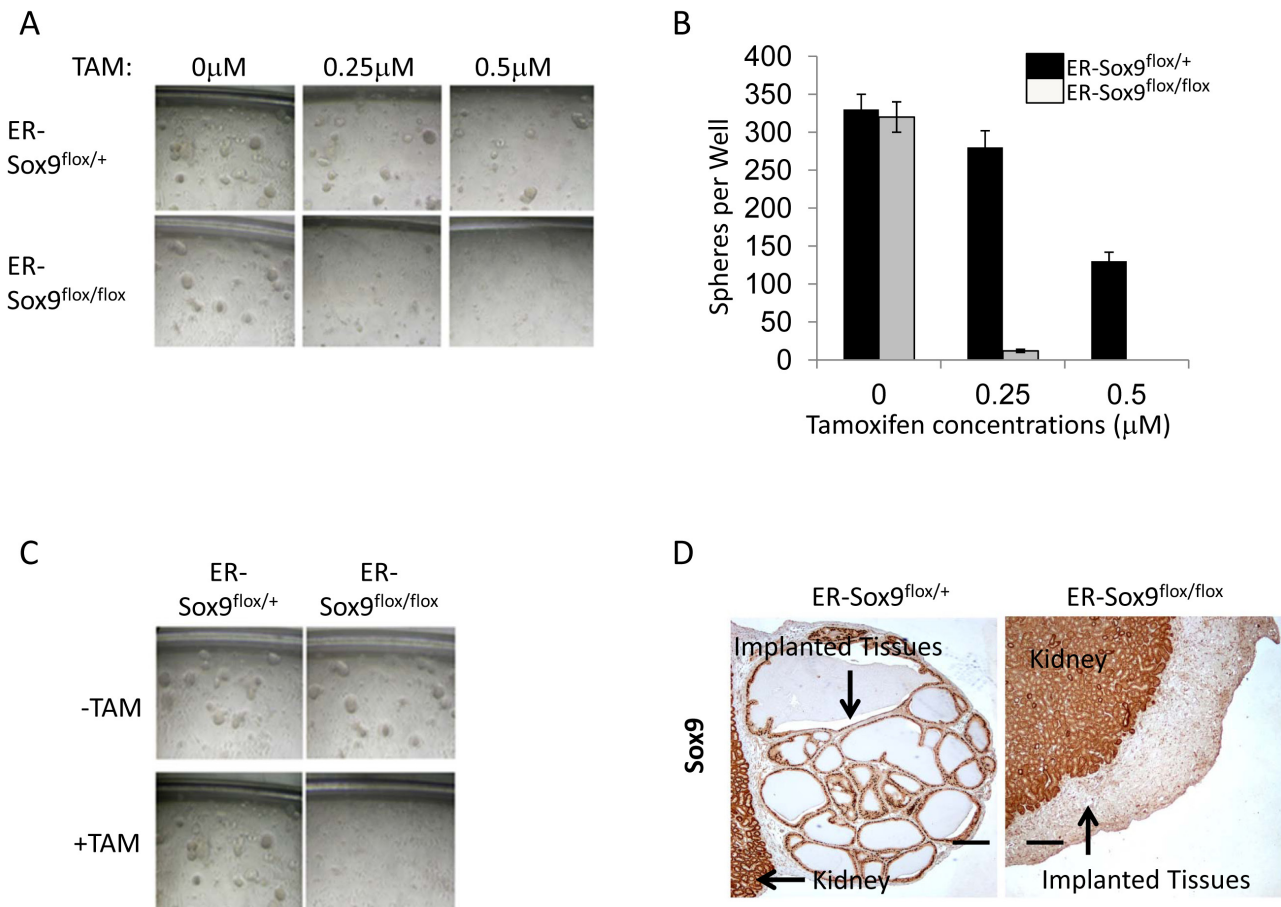 A
TAM: 0μM 0.25μM 0.5μM
ER-
Sox9flox/+
ER-
Sox9flox/flox
B
400
350
300
250
200
150
100
50
0
Spheres per Well
ER-Sox9flox/+
ER-Sox9flox/flox
0 0.25 0.5
Tamoxifen concentrations (μM)
C
ER-
Sox9flox/+
ER-
Sox9flox/flox
-TAM
+TAM
D
ER-Sox9flox/+
ER-Sox9flox/flox
Sox9
Implanted Tissues
Kidney
Kidney
Implanted Tissues